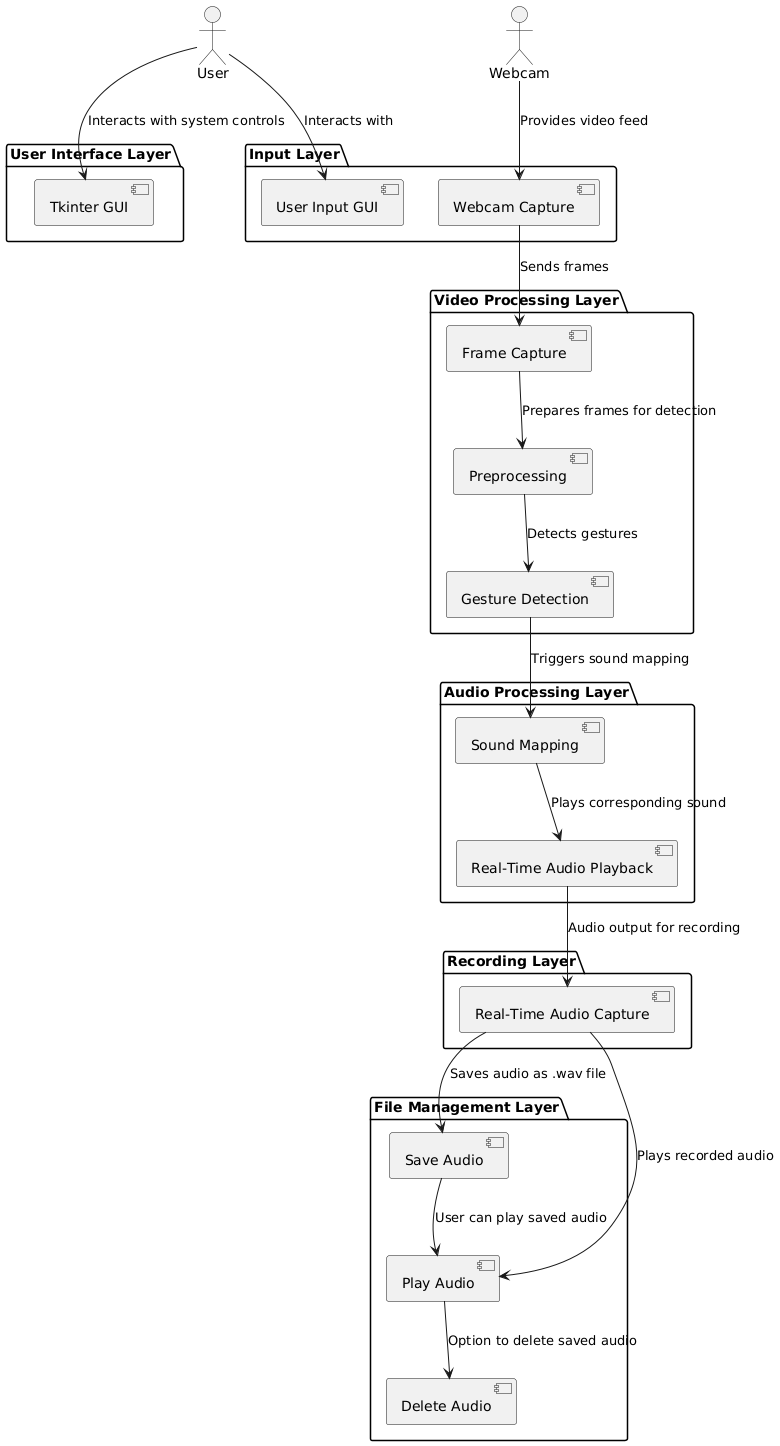 User
Webcam
Interacts with system controls
Interacts with
Provides video feed
User Interface Layer
Input Layer
Tkinter GUI
User Input GUI
Webcam Capture
Sends frames
Video Processing Layer
Frame Capture
Prepares frames for detection
Preprocessing
Detects gestures
Gesture Detection
Triggers sound mapping
Audio Processing Layer
Sound Mapping
Plays corresponding sound
Real-Time Audio Playback
Audio output for recording
Recording Layer
Real-Time Audio Capture
Saves audio as .wav file
File Management Layer
Save Audio
Plays recorded audio
User can play saved audio
Play Audio
Option to delete saved audio
Delete Audio